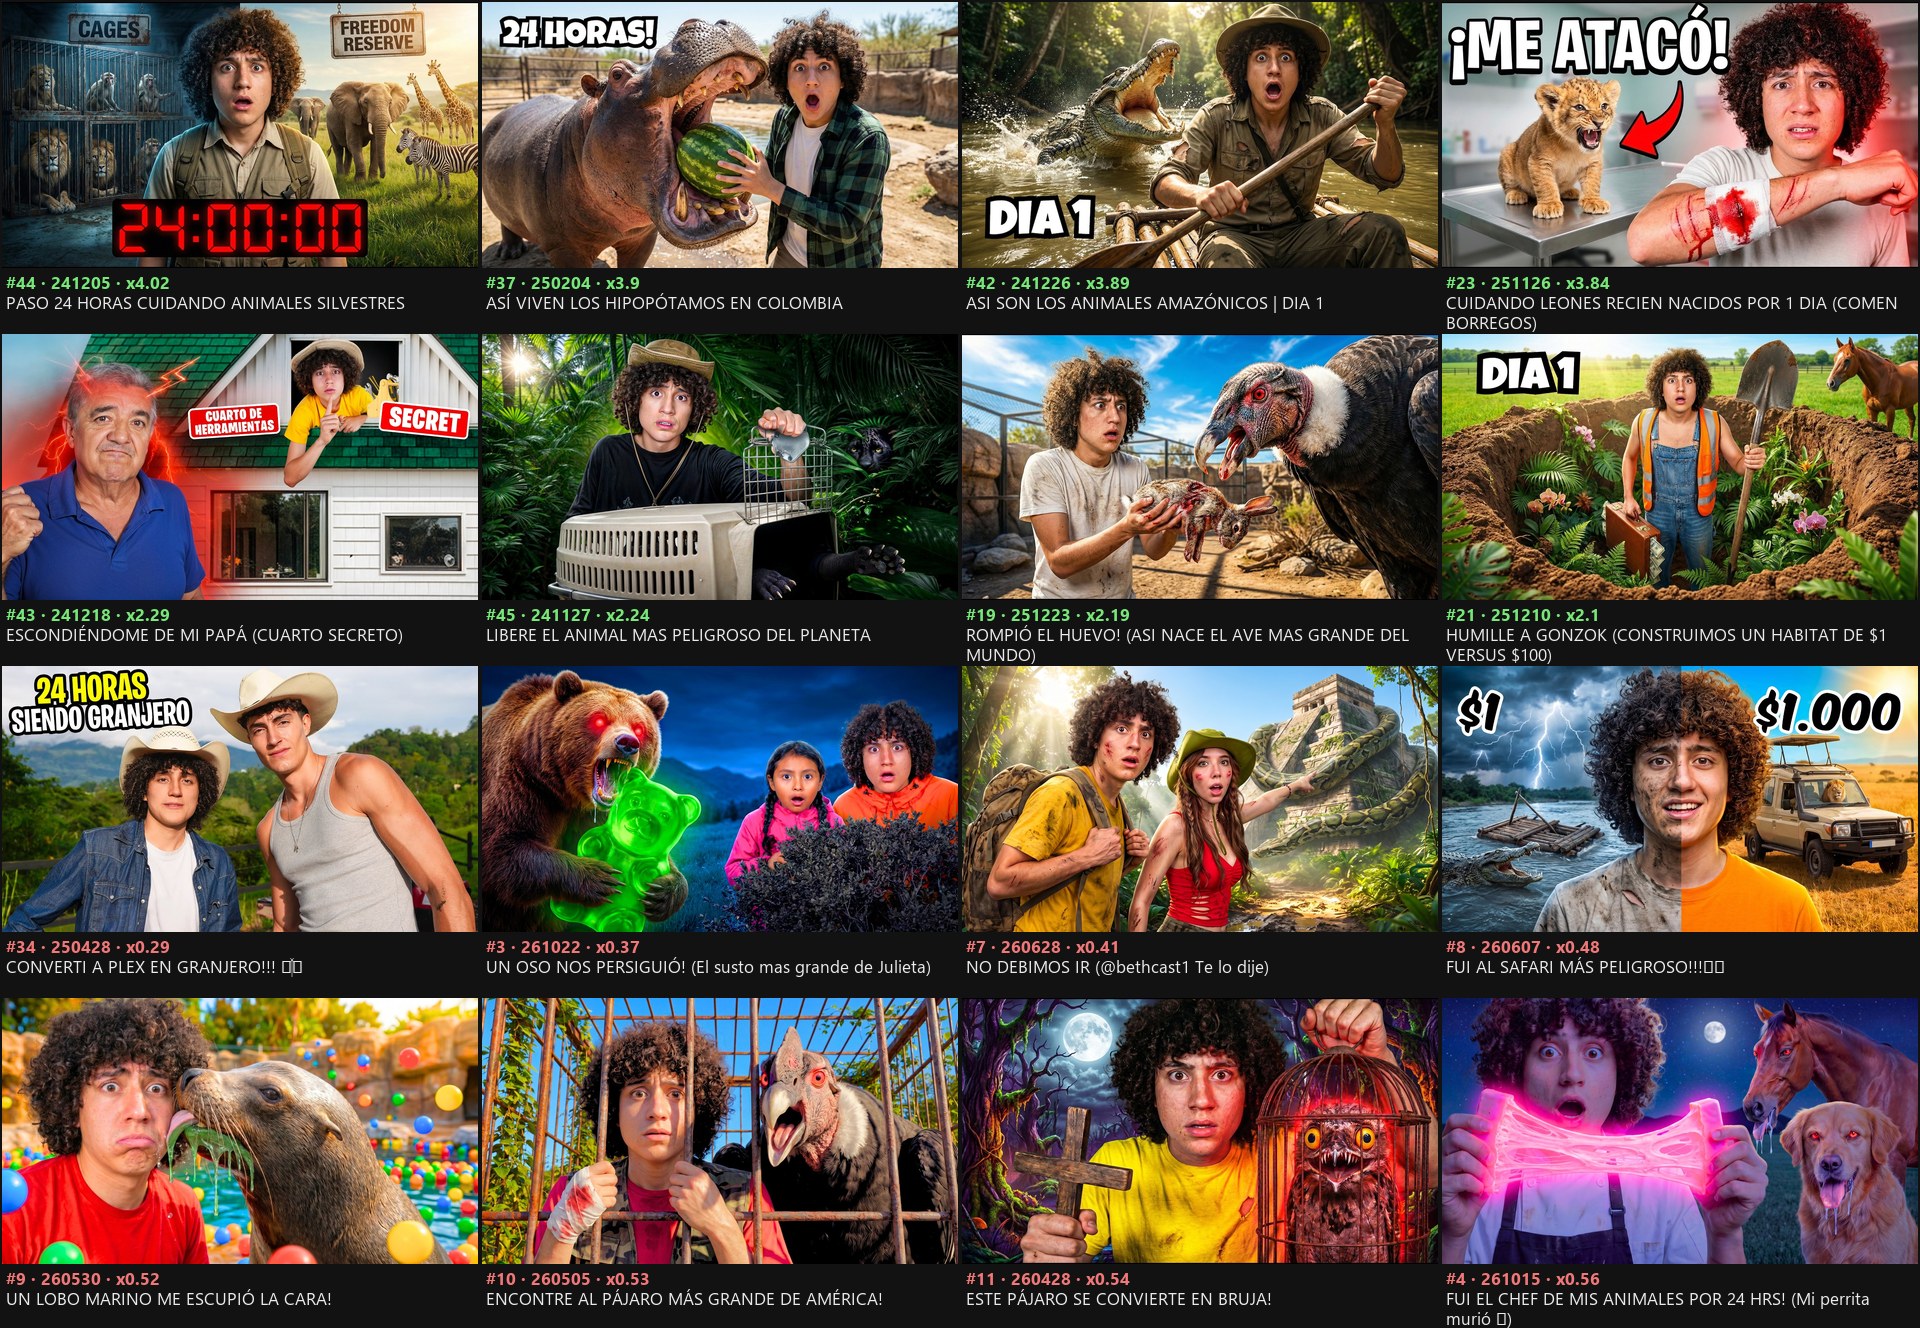 CAGES
FREEDOM
RESERVE
24:00:00
#44 · 241205 · x4.02
PASO 24 HORAS CUIDANDO ANIMALES SILVESTRES
24 HORAS!
#37 · 250204 · x3.9
ASÍ VIVEN LOS HIPOPÓTAMOS EN COLOMBIA
DIA 1
#42 · 241226 · x3.89
ASI SON LOS ANIMALES AMAZÓNICOS | DIA 1
¡ME ATACÓ!
#23 · 251126 · x3.84
CUIDANDO LEONES RECIEN NACIDOS POR 1 DIA (COMEN
BORREGOS)
CUARTO DE
HERRAMIENTAS
SECRET
#43 · 241218 · x2.29
ESCONDIÉNDOME DE MI PAPÁ (CUARTO SECRETO)
#45 · 241127 · x2.24
LIBERE EL ANIMAL MAS PELIGROSO DEL PLANETA
#19 · 251223 · x2.19
ROMPIÓ EL HUEVO! (ASI NACE EL AVE MAS GRANDE DEL
MUNDO)
DIA 1
#21 · 251210 · x2.1
HUMILLE A GONZOK (CONSTRUIMOS UN HABITAT DE $1
VERSUS $100)
24 HORAS
SIENDO GRANJERO
#34 · 250428 · x0.29
CONVERTI A PLEX EN GRANJERO!!!
#3 · 261022 · x0.37
UN OSO NOS PERSIGUIÓ! (El susto mas grande de Julieta)
#7 · 260628 · x0.41
NO DEBIMOS IR (@bethcast1 Te lo dije)
$1
$1.000
#8 · 260607 · x0.48
FUI AL SAFARI MÁS PELIGROSO!!!
#9 · 260530 · x0.52
UN LOBO MARINO ME ESCUPIÓ LA CARA!
#10 · 260505 · x0.53
ENCONTRE AL PÁJARO MÁS GRANDE DE AMÉRICA!
#11 · 260428 · x0.54
ESTE PÁJARO SE CONVIERTE EN BRUJA!
#4 · 261015 · x0.56
FUI EL CHEF DE MIS ANIMALES POR 24 HRS! (Mi perrita
murió )